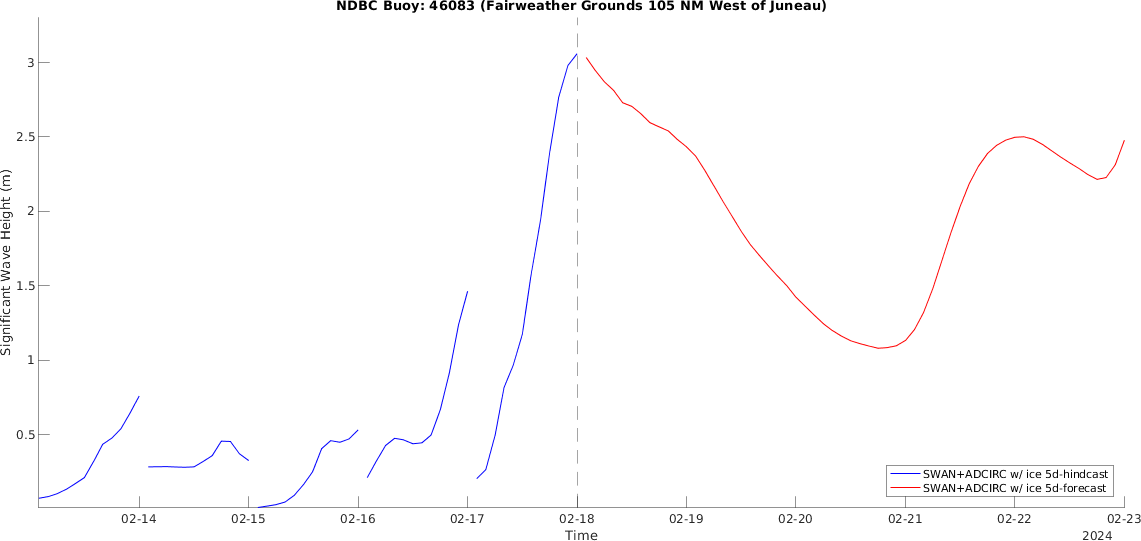 NDBC Buoy: 46083 (Fairweather Grounds 105 NM West of Juneau)
3
2.5
2
1.5
1
0.5
Significant Wave Height (m)
SWAN+ADCIRC w/ ice 5d-hindcast
SWAN+ADCIRC w/ ice 5d-forecast
02-14 02-15 02-16 02-17 02-18 02-19 02-20 02-21 02-22 02-23
Time
2024